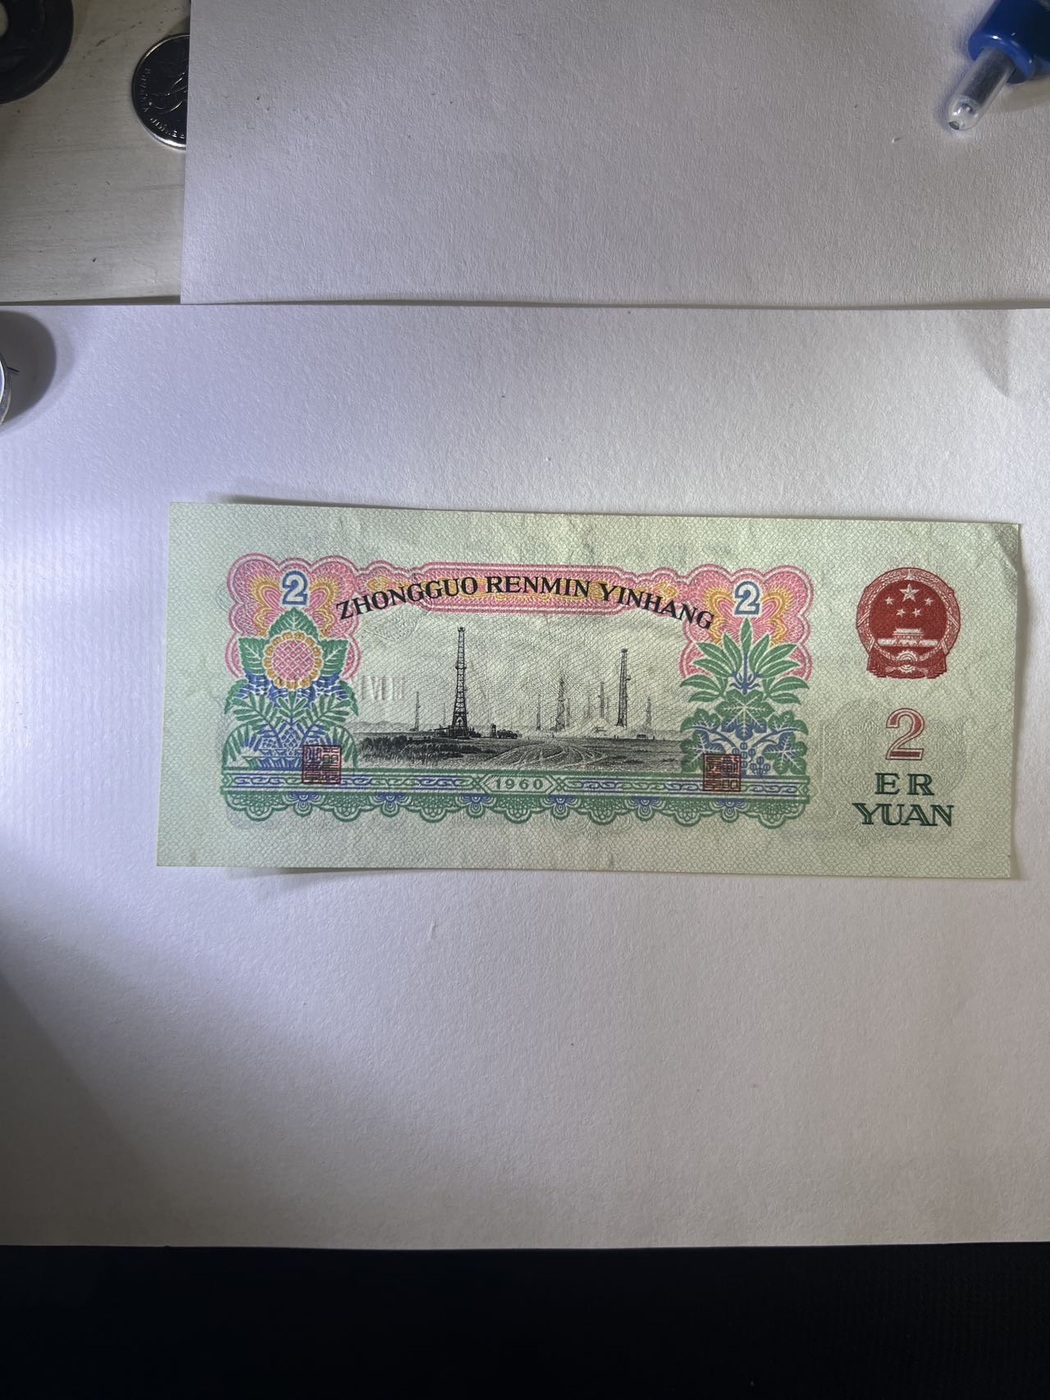 2
ZHONGGUO RENMIN YINHANG
2
1960
2
ER
YUAN